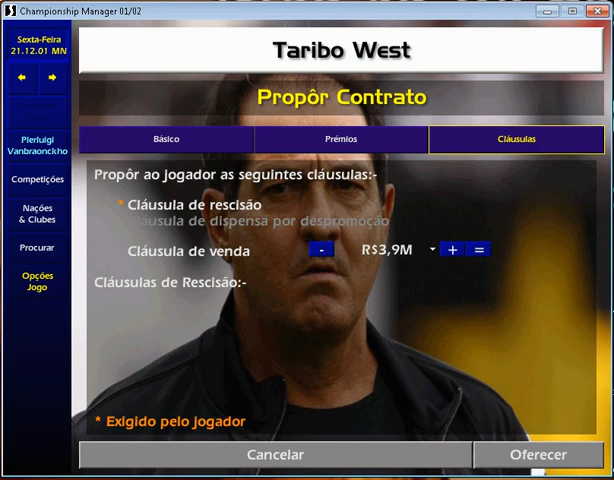 Championship Manager 01/02
Sexta-Feira
21.12.01 MN
Taribo West
Propôr Contrato
Básico
Prémios
Cláusulas
Pierluigi
Vanbraonckho
Competições
Nações
& Clubes
Procurar
Opções
Jogo
Propôr ao jogador as seguintes cláusulas:-
* Cláusula de rescisão
láusula de dispensa por despromoção
Cláusula de venda - R$3,9M + =
Cláusulas de Rescisão:-
* Exigido pelo jogador
Cancelar
Oferecer